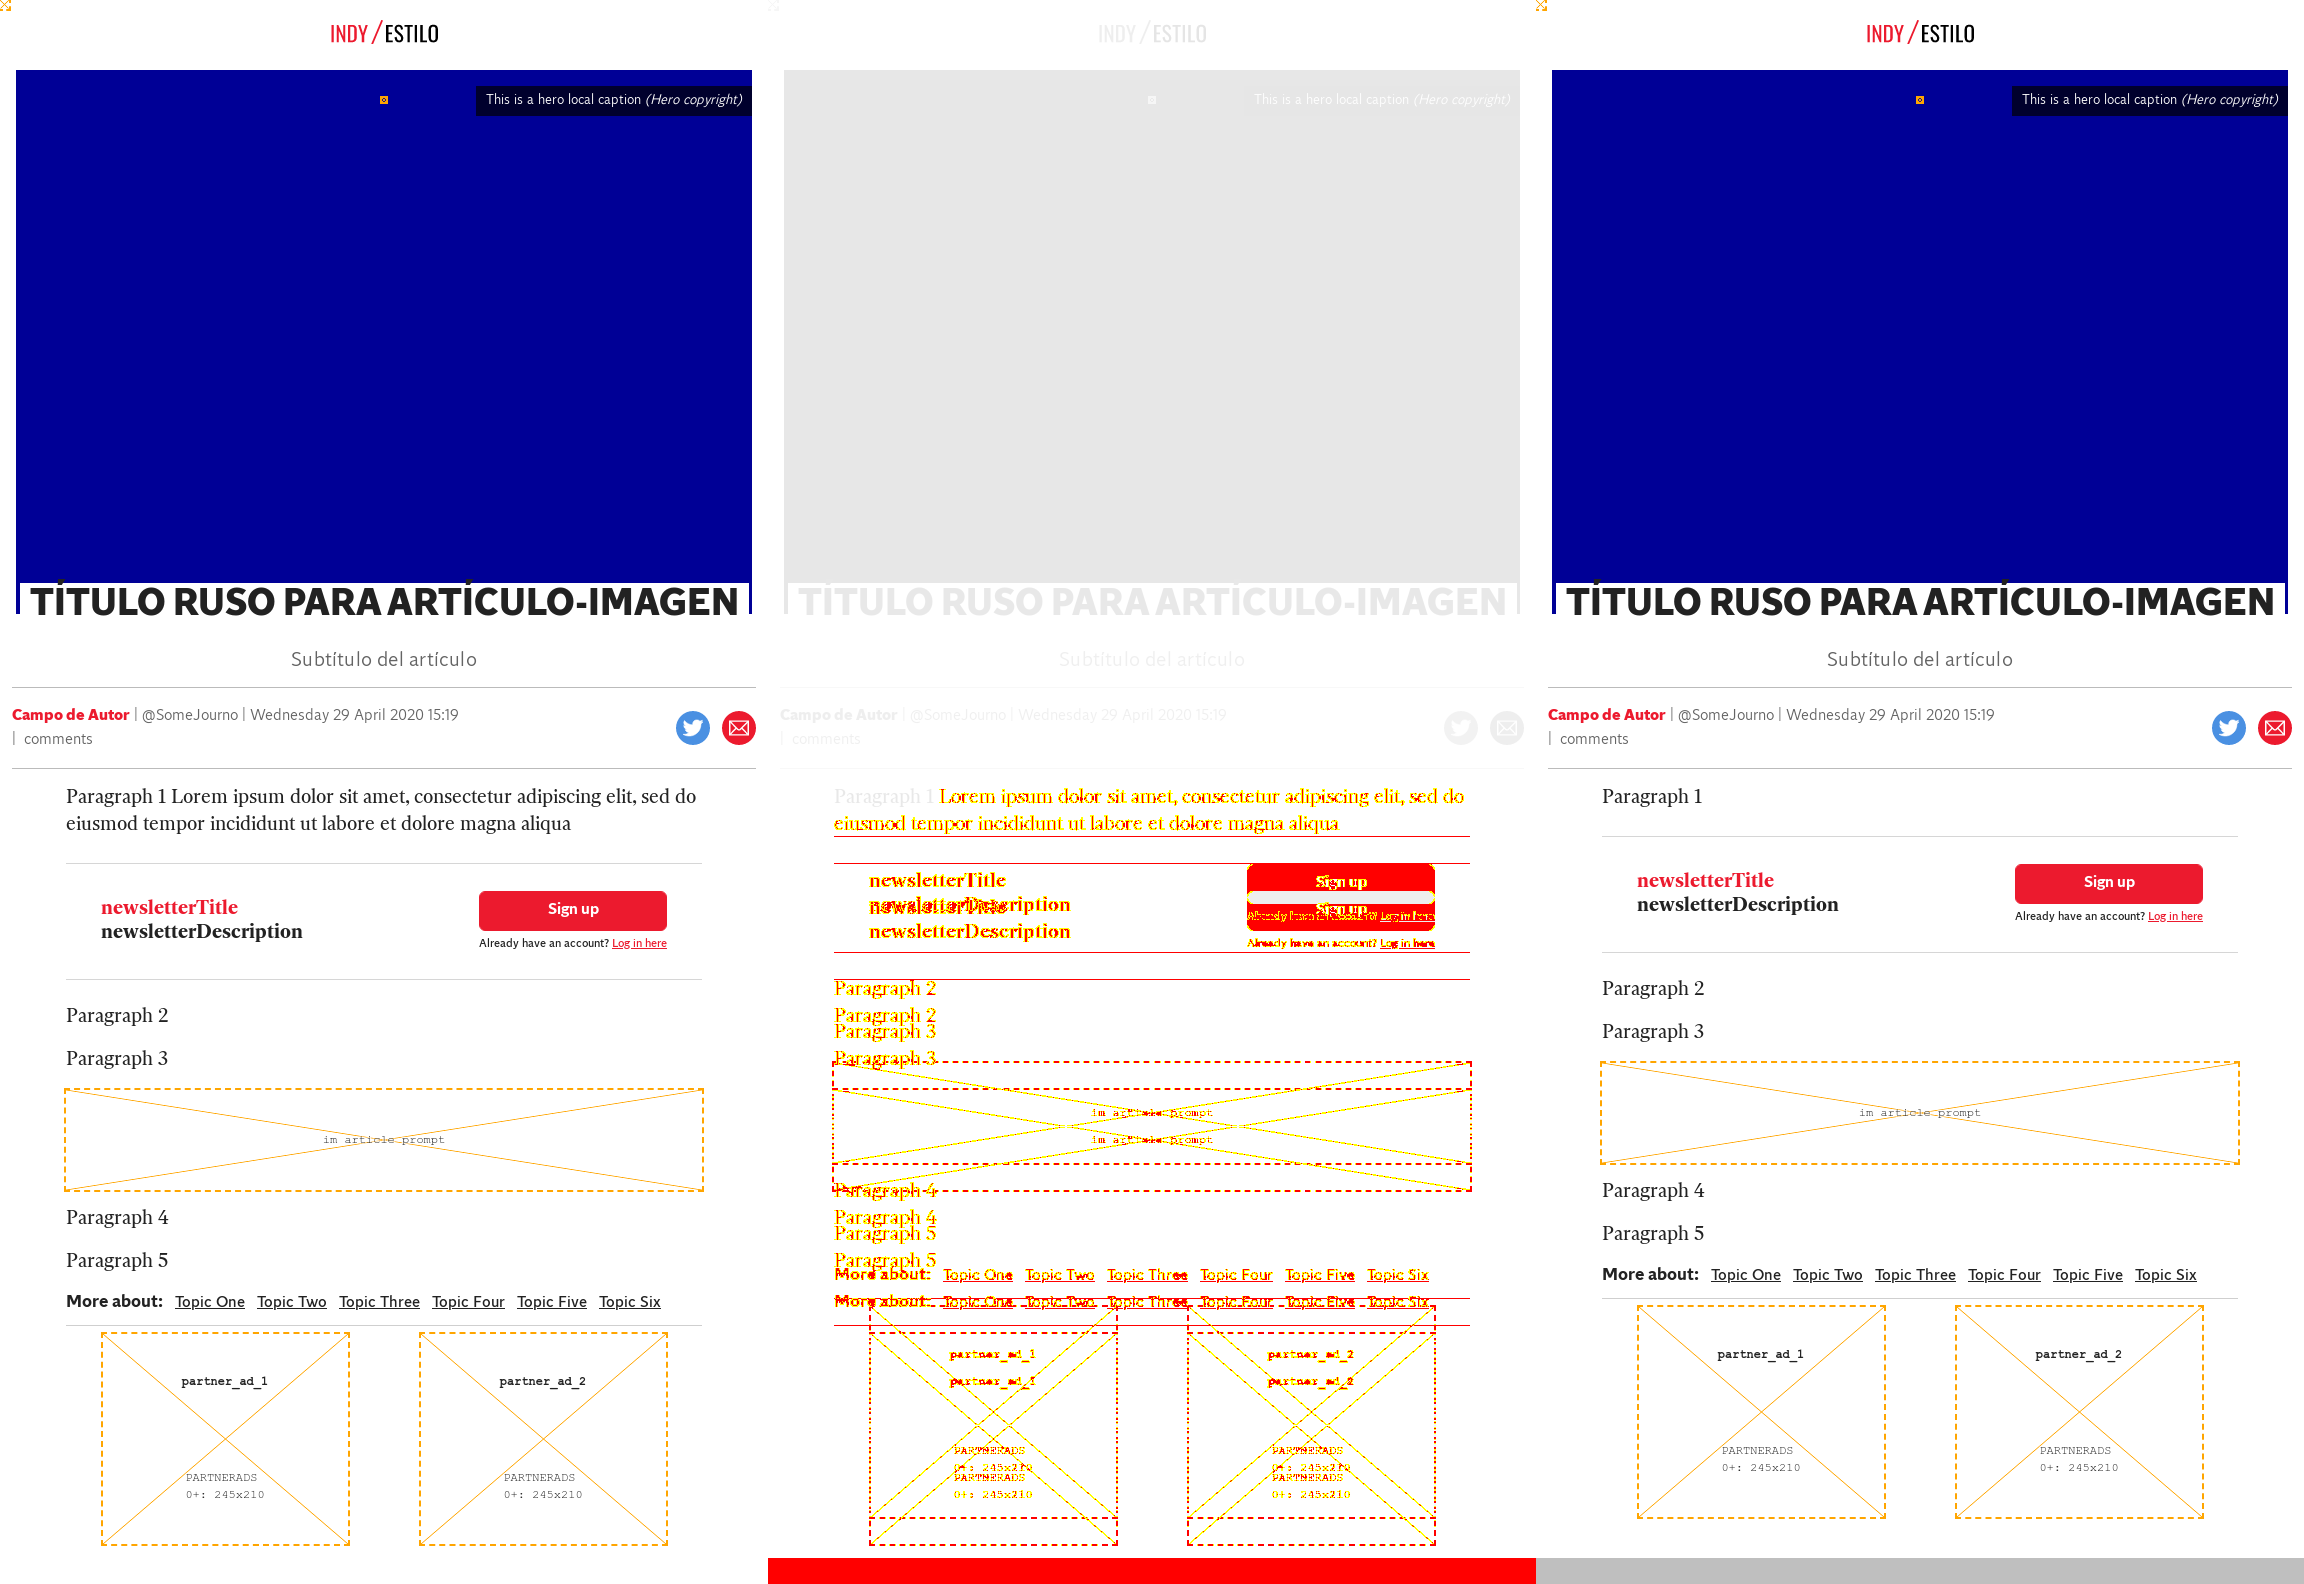 INDY/ESTILO
This is a hero local caption (Hero copyright)
TÍTULO RUSO PARA ARTÍCULO-IMAGEN
Subtítulo del artículo
Campo de Autor | @SomeJourno | Wednesday 29 April 2020 15:19
| comments
Paragraph 1 Lorem ipsum dolor sit amet, consectetur adipiscing elit, sed do
eiusmod tempor incididunt ut labore et dolore magna aliqua
newsletterTitle
newsletterDescription
Sign up
Already have an account? Log in here
Paragraph 2
Paragraph 3
im article prompt
Paragraph 4
Paragraph 5
More about: Topic One Topic Two Topic Three Topic Four Topic Five Topic Six
partner_ad_1
PARTNERADS
0+: 245x210
partner_ad_2
PARTNERADS
0+: 245x210
INDY/ESTILO
This is a hero local caption (Hero copyright)
TÍTULO RUSO PARA ARTÍCULO-IMAGEN
Subtítulo del artículo
Campo de Autor | @SomeJourno | Wednesday 29 April 2020 15:19
| comments
Paragraph 1 Lorem ipsum dolor sit amet, consectetur adipiscing elit, sed do
eiusmod tempor incididunt ut labore et dolore magna aliqua
newsletterTitle
newsletterDescription
newsletterTitle
newsletterDescription
Sign up
Sign up
Already have an account? Log in here
Already have an account? Log in here
Paragraph 2
Paragraph 2
Paragraph 3
Paragraph 3
im article prompt
im article prompt
Paragraph 4
Paragraph 4
Paragraph 5
Paragraph 5
More about: Topic One Topic Two Topic Three Topic Four Topic Five Topic Six
More about: Topic One Topic Two Topic Three Topic Four Topic Five Topic Six
partner_ad_1
partner_ad_1
PARTNERADS
0+: 245x210
PARTNERADS
0+: 245x210
partner_ad_2
partner_ad_2
PARTNERADS
0+: 245x210
PARTNERADS
0+: 245x210
INDY/ESTILO
This is a hero local caption (Hero copyright)
TÍTULO RUSO PARA ARTÍCULO-IMAGEN
Subtítulo del artículo
Campo de Autor | @SomeJourno | Wednesday 29 April 2020 15:19
| comments
Paragraph 1
newsletterTitle
newsletterDescription
Sign up
Already have an account? Log in here
Paragraph 2
Paragraph 3
im article prompt
Paragraph 4
Paragraph 5
More about: Topic One Topic Two Topic Three Topic Four Topic Five Topic Six
partner_ad_1
PARTNERADS
0+: 245x210
partner_ad_2
PARTNERADS
0+: 245x210